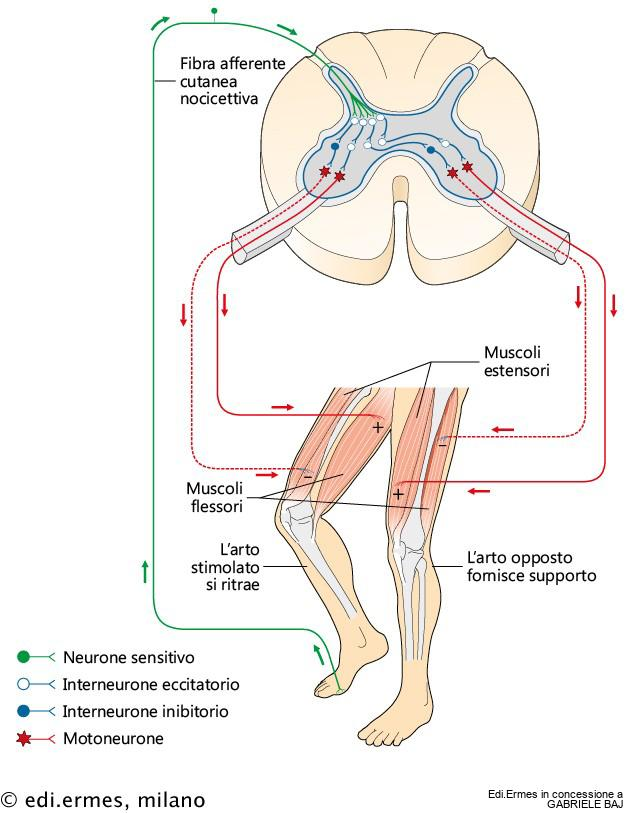 Fibra afferente
cutanea
nocicettiva
Muscoli
estensori
+
–
–
+
Muscoli
flessori
L'arto
stimolato
si ritrae
L'arto opposto
fornisce supporto
Neurone sensitivo
Interneurone eccitatorio
Interneurone inibitorio
Motoneurone
© edi.ermes, milano
Edi.Ermes in concessione a
GABRIELE BAJ